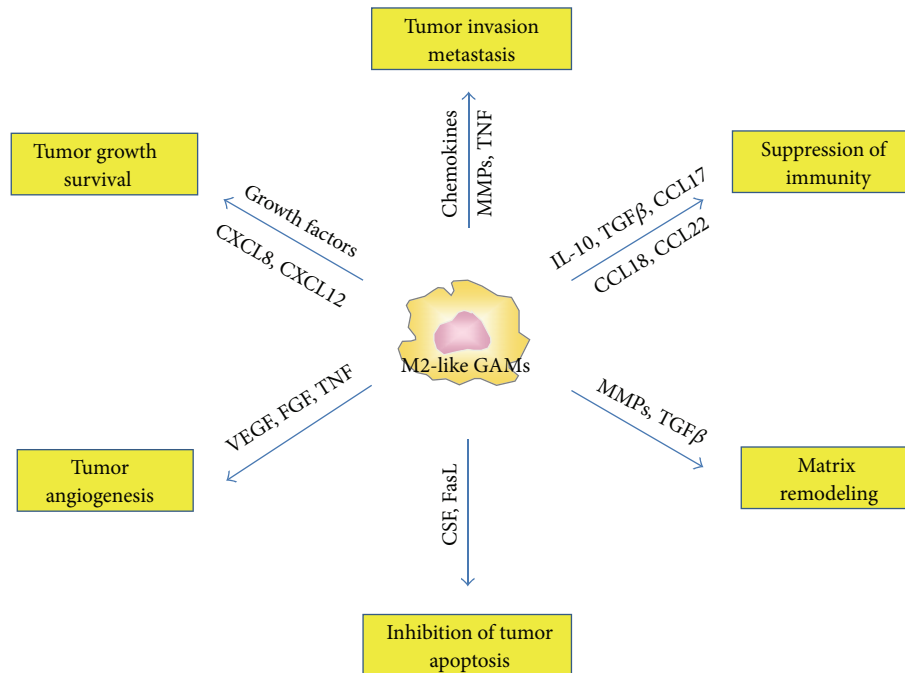 Tumor invasion
metastasis
Chemokines
MMPs, TNF
Tumor growth
survival
Growth factors
CXCL8, CXCL12
Suppression of
immunity
IL-10, TGFβ, CCL17
CCL18, CCL22
M2-like GAMs
VEGF, FGF, TNF
Tumor
angiogenesis
MMPs, TGFβ
Matrix
remodeling
CSF, FasL
Inhibition of tumor
apoptosis